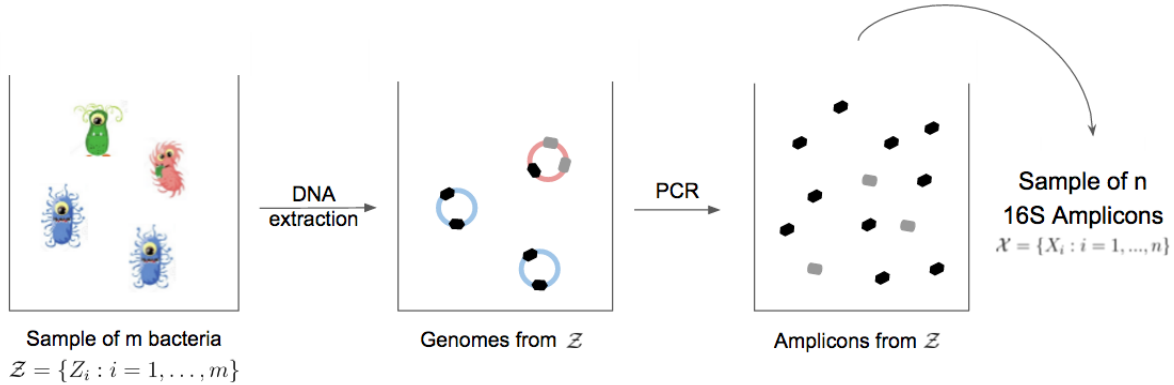 DNA
extraction
PCR
Sample of n
16S Amplicons
𝒳 = {X_i : i = 1, ..., n}
Sample of m bacteria
𝒵 = {Z_i : i = 1, . . . , m}
Genomes from 𝒵
Amplicons from 𝒵